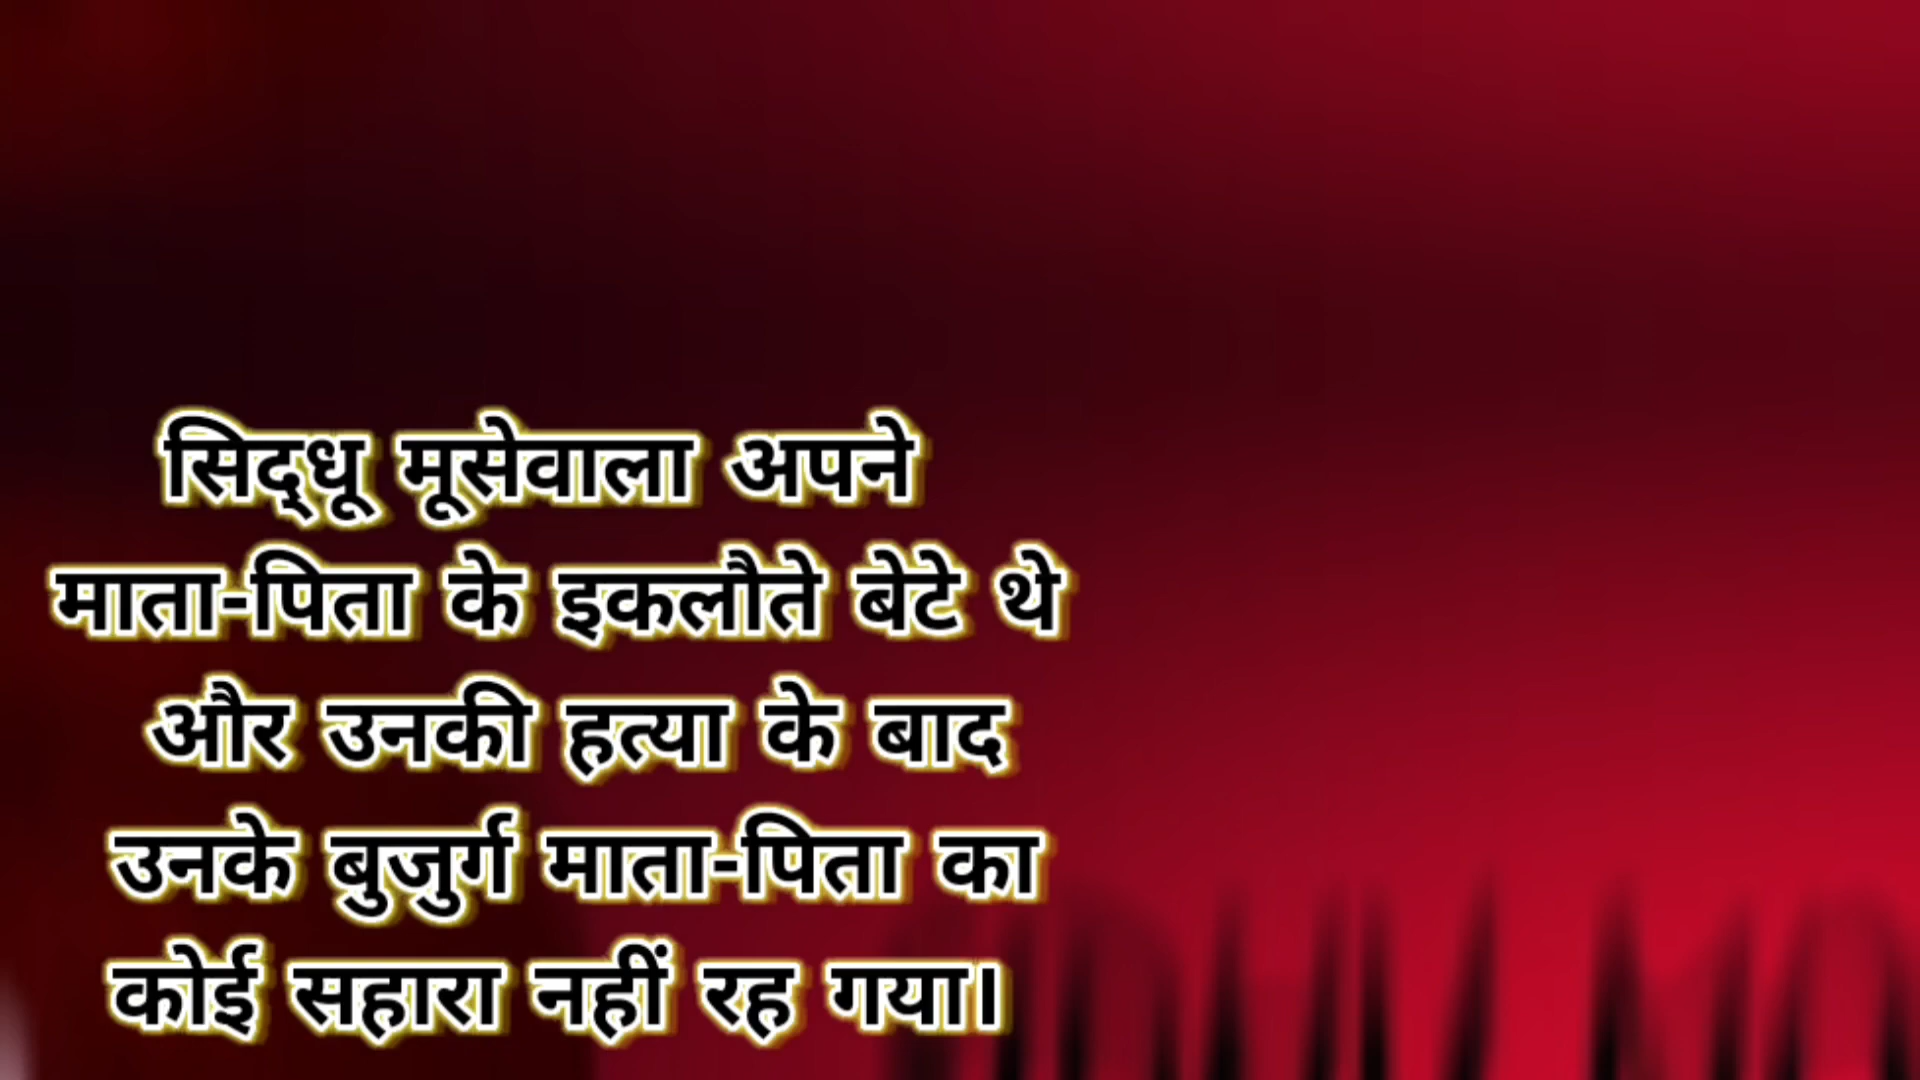 सिद्धू मूसेवाला अपने
माता-पिता के इकलौते बेटे थे
और उनकी हत्या के बाद
उनके बुजुर्ग माता-पिता का
कोई सहारा नहीं रह गया।